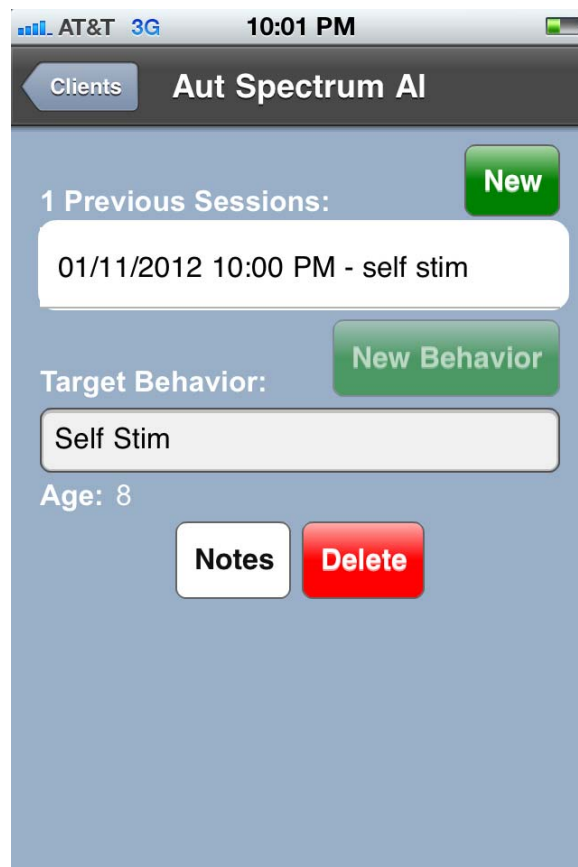 AT&T 3G 10:01 PM
Clients Aut Spectrum Al
New
1 Previous Sessions:
01/11/2012 10:00 PM - self stim
New Behavior
Target Behavior:
Self Stim
Age: 8
Notes Delete